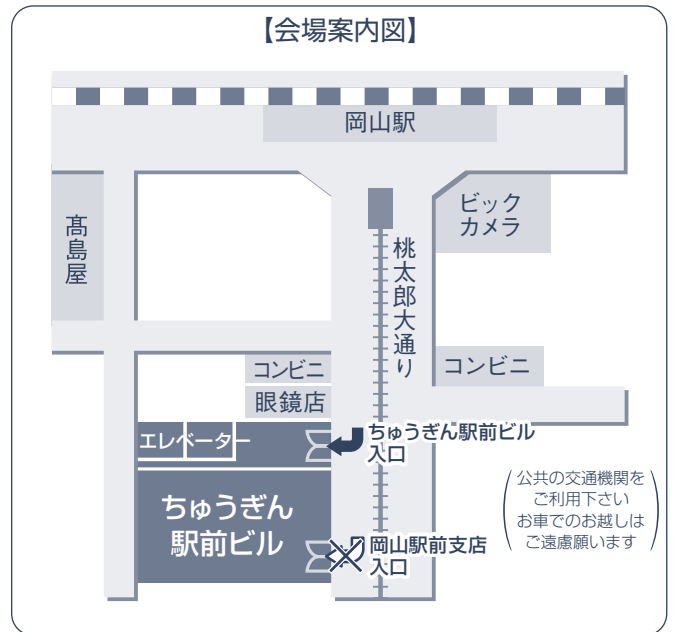 【会場案内図】
岡山駅
髙島屋
ビック
カメラ
桃太郎大通り
コンビニ
眼鏡店
コンビニ
エレベーター
ちゅうぎん駅前ビル
入口
ちゅうぎん
駅前ビル
岡山駅前支店
入口
公共の交通機関を
ご利用下さい
お車でのお越しは
ご遠慮願います